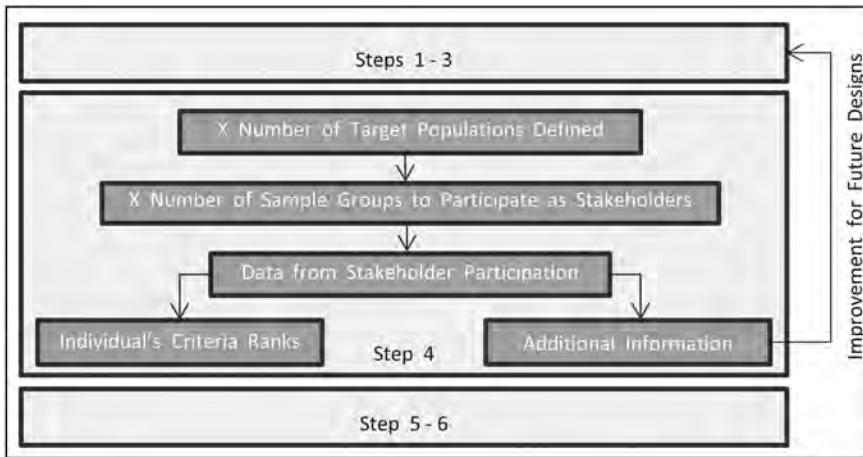 Steps 1 - 3
X Number of Target Populations Defined
X Number of Sample Groups to Participate as Stakeholders
Data from Stakeholder Participation
Individual's Criteria Ranks
Additional Information
Step 4
Step 5 - 6
Improvement for Future Designs